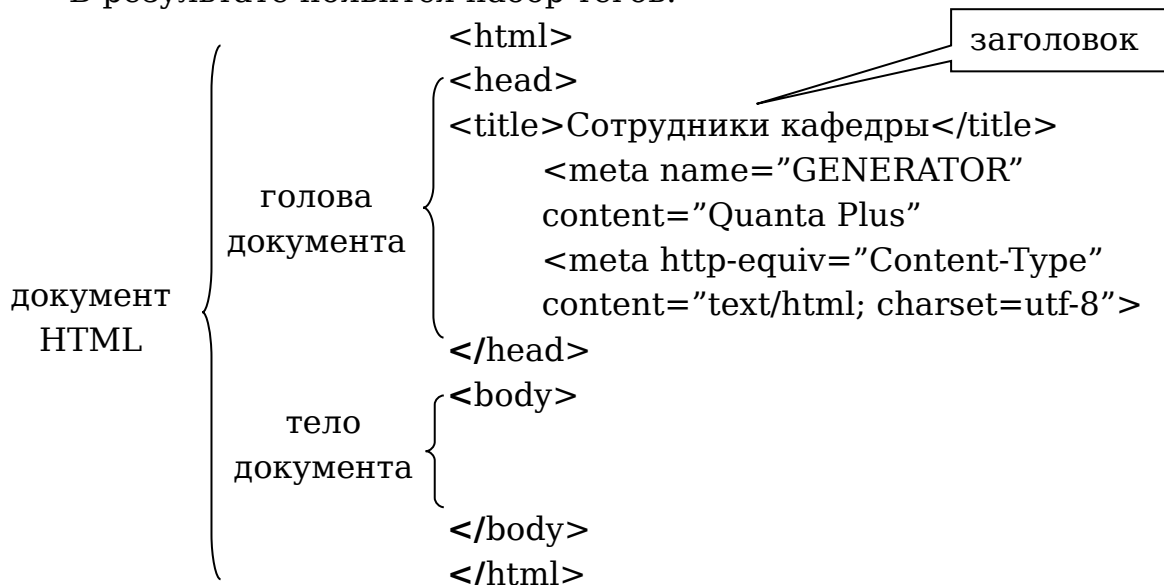 В результате появится набор тегов:
<html>
заголовок
<head>
<title>Сотрудники кафедры</title>
<meta name=”GENERATOR”
голова
content=”Quanta Plus”
документа
<meta http-equiv=”Content-Type”
документ
content=”text/html; charset=utf-8”>
HTML
</head>
<body>
тело
документа
</body>
</html>